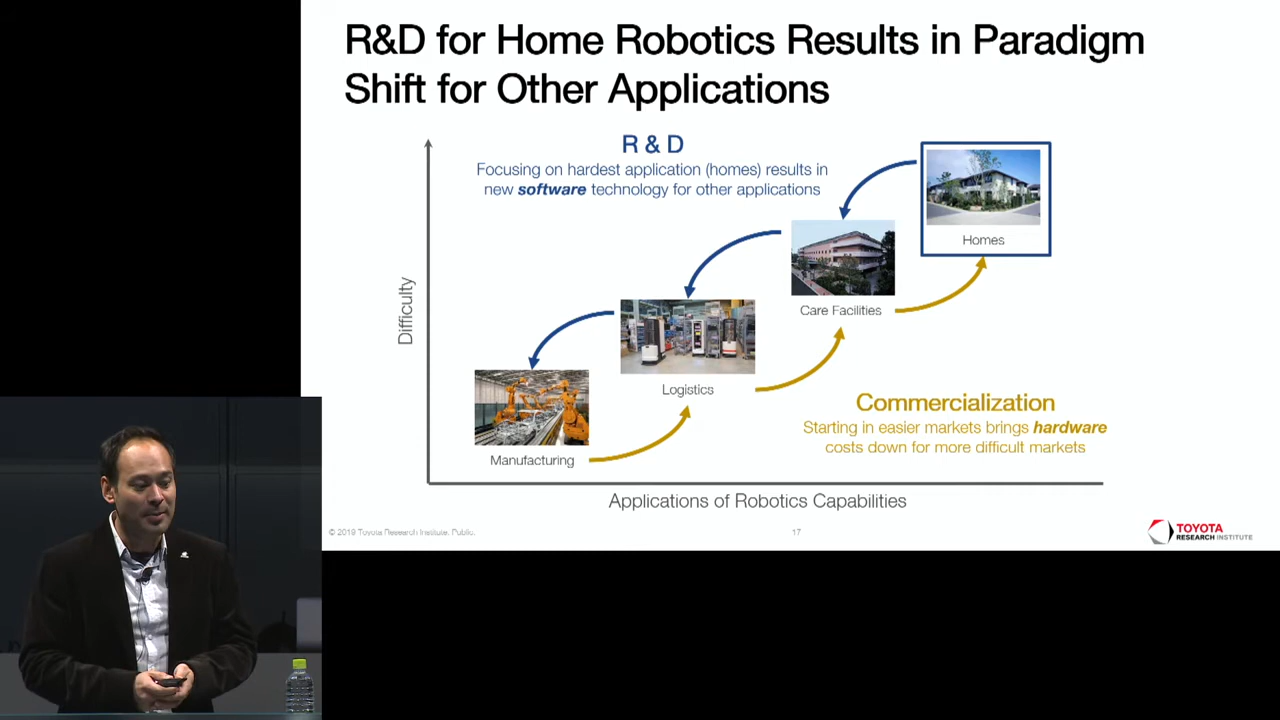 R&D for Home Robotics Results in Paradigm
Shift for Other Applications
R & D
Focusing on hardest application (homes) results in
new software technology for other applications
Homes
Care Facilities
Difficulty
Logistics
Commercialization
Starting in easier markets brings hardware
costs down for more difficult markets
Manufacturing
Applications of Robotics Capabilities
© 2019 Toyota Research Institute. Public.
17
TOYOTA
RESEARCH INSTITUTE